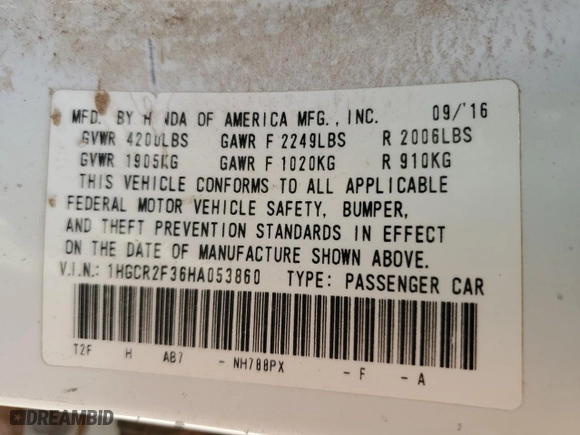 MFD. BY H NDA OF AMERICA MFG., INC. 09/'16
GVWR 4200LBS GAWR F 2249LBS R 2006LBS
GVWR 1905KG GAWR F 1020KG R 910KG
THIS VEHICLE CONFORMS TO ALL APPLICABLE
FEDERAL MOTOR VEHICLE SAFETY, BUMPER,
AND THEFT PREVENTION STANDARDS IN EFFECT
ON THE DATE OF MANUFACTURE SHOWN ABOVE.
V.I.N.: 1HGCR2F36HA053860 TYPE: PASSENGER CAR
T2F H AB7 - NH788PX - F - A
DREAMBID